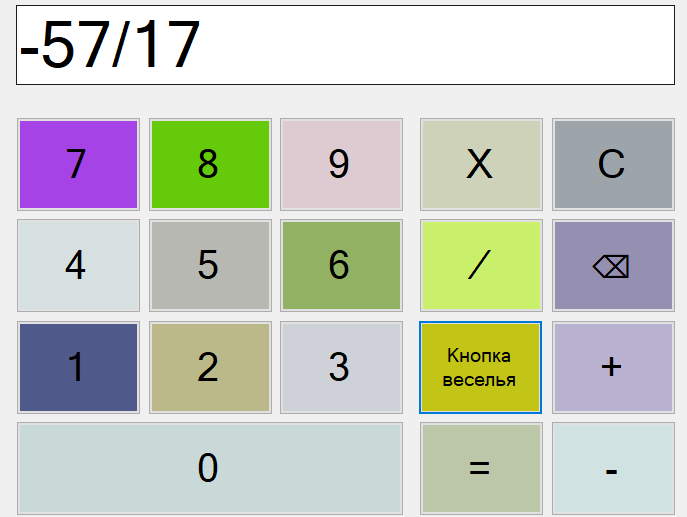 -57/17
7 8 9 X C
4 5 6 / ⌫
1 2 3 Кнопка
веселья +
0 = -